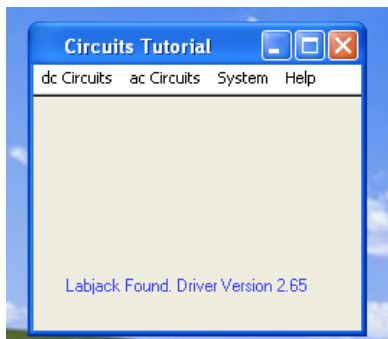 Circuits Tutorial
dc Circuits ac Circuits System Help
Labjack Found. Driver Version 2.65